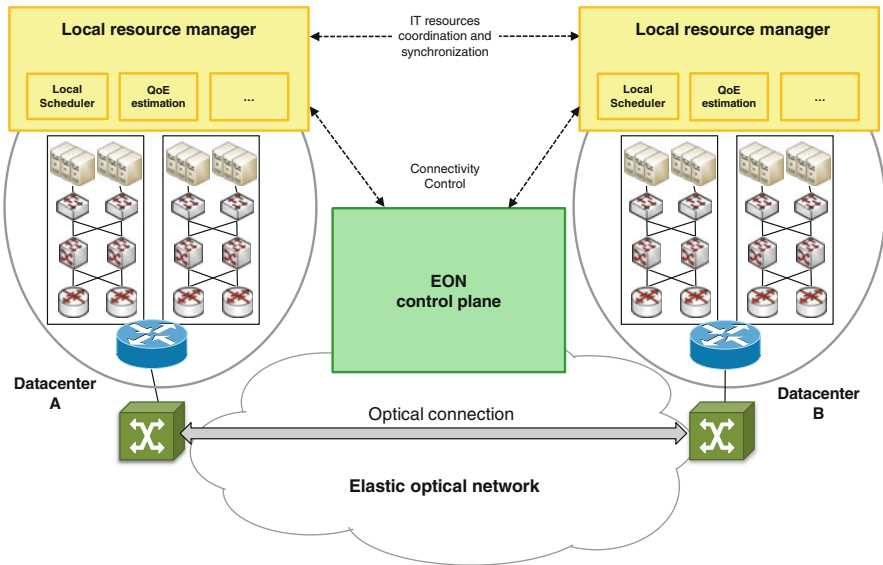 Local resource manager
IT resources
coordination and
synchronization
Local resource manager
Local
Scheduler
QoE
estimation
...
Local
Scheduler
QoE
estimation
...
Connectivity
Control
EON
control plane
Datacenter
A
Datacenter
B
Optical connection
Elastic optical network